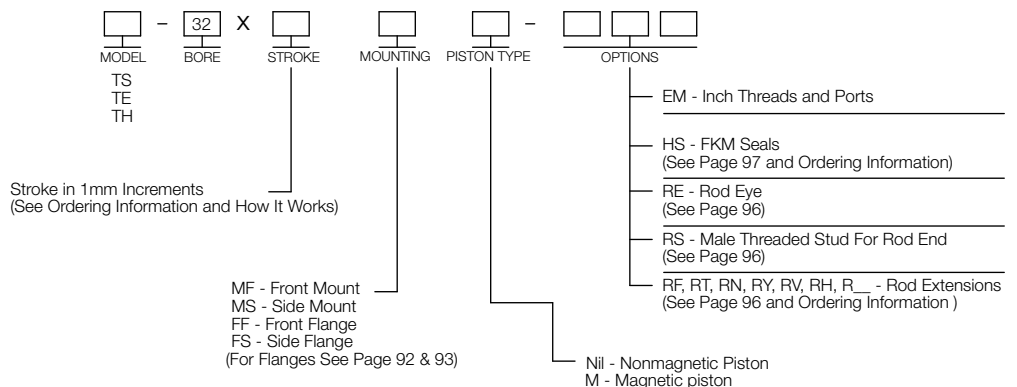 - 32 X -
MODEL BORE STROKE MOUNTING PISTON TYPE OPTIONS
TS
TE
TH
EM - Inch Threads and Ports
HS - FKM Seals
(See Page 97 and Ordering Information)
RE - Rod Eye
(See Page 96)
RS - Male Threaded Stud For Rod End
(See Page 96)
RF, RT, RN, RY, RV, RH, R__ - Rod Extensions
(See Page 96 and Ordering Information )
Stroke in 1mm Increments
(See Ordering Information and How It Works)
MF - Front Mount
MS - Side Mount
FF - Front Flange
FS - Side Flange
(For Flanges See Page 92 & 93)
Nil - Nonmagnetic Piston
M - Magnetic piston